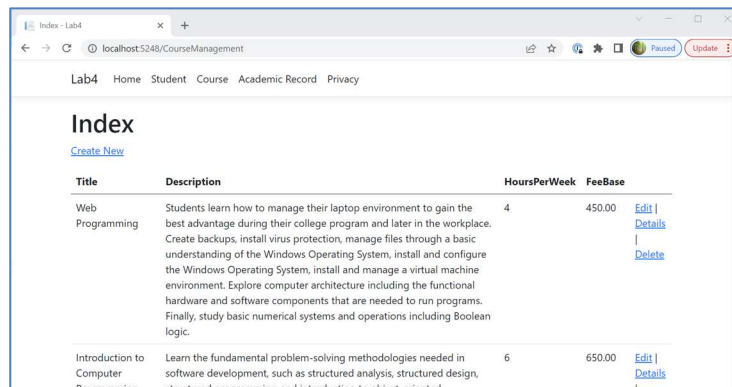 Index - Lab4
localhost:5248/CourseManagement
Paused
Update
Lab4 Home Student Course Academic Record Privacy
Index
Create New
Title Description HoursPerWeek FeeBase
Web Students learn how to manage their laptop environment to gain the 4 450.00 Edit |
Programming best advantage during their college program and later in the workplace. Details
Create backups, install virus protection, manage files through a basic |
understanding of the Windows Operating System, install and configure Delete
the Windows Operating System, install and manage a virtual machine
environment. Explore computer architecture including the functional
hardware and software components that are needed to run programs.
Finally, study basic numerical systems and operations including Boolean
logic.
Introduction to Learn the fundamental problem-solving methodologies needed in 6 650.00 Edit |
Computer software development, such as structured analysis, structured design, Details